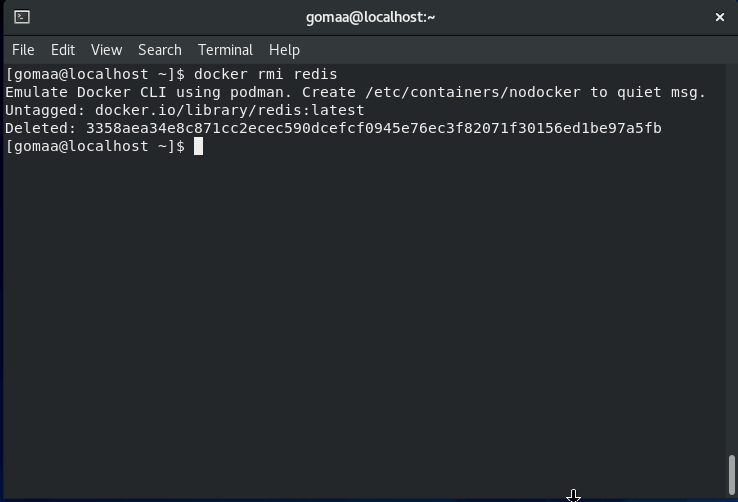 gomaa@localhost:~
File Edit View Search Terminal Help
[gomaa@localhost ~]$ docker rmi redis
Emulate Docker CLI using podman. Create /etc/containers/nodocker to quiet msg.
Untagged: docker.io/library/redis:latest
Deleted: 3358aea34e8c871cc2ecec590dcefcf0945e76ec3f82071f30156ed1be97a5fb
[gomaa@localhost ~]$